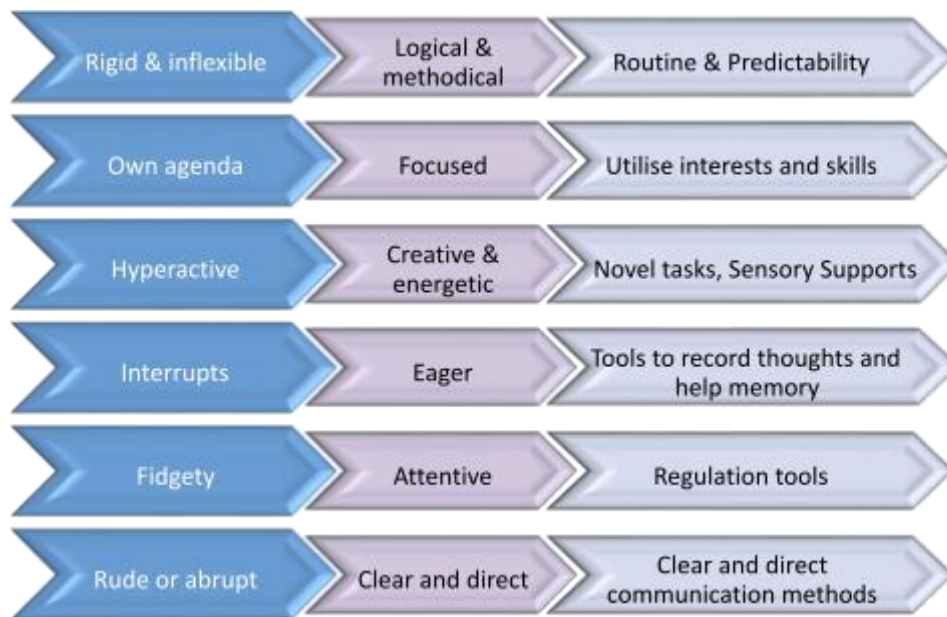 Rigid & inflexible
Logical &
methodical
Routine & Predictability
Own agenda
Focused
Utilise interests and skills
Hyperactive
Creative &
energetic
Novel tasks, Sensory Supports
Interrupts
Eager
Tools to record thoughts and
help memory
Fidgety
Attentive
Regulation tools
Rude or abrupt
Clear and direct
Clear and direct
communication methods